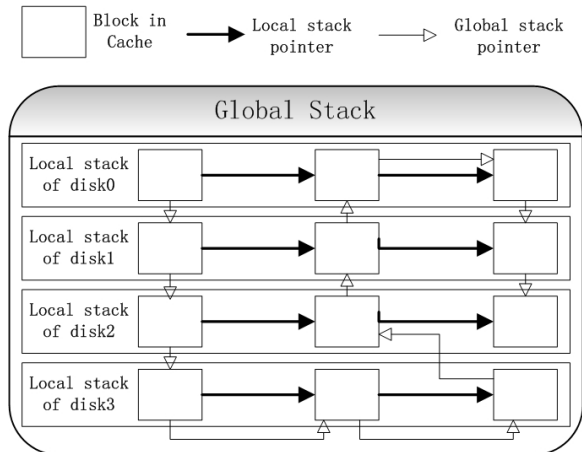 Block in
Cache
Local stack
pointer
Global stack
pointer
Global Stack
Local stack
of disk0
Local stack
of disk1
Local stack
of disk2
Local stack
of disk3